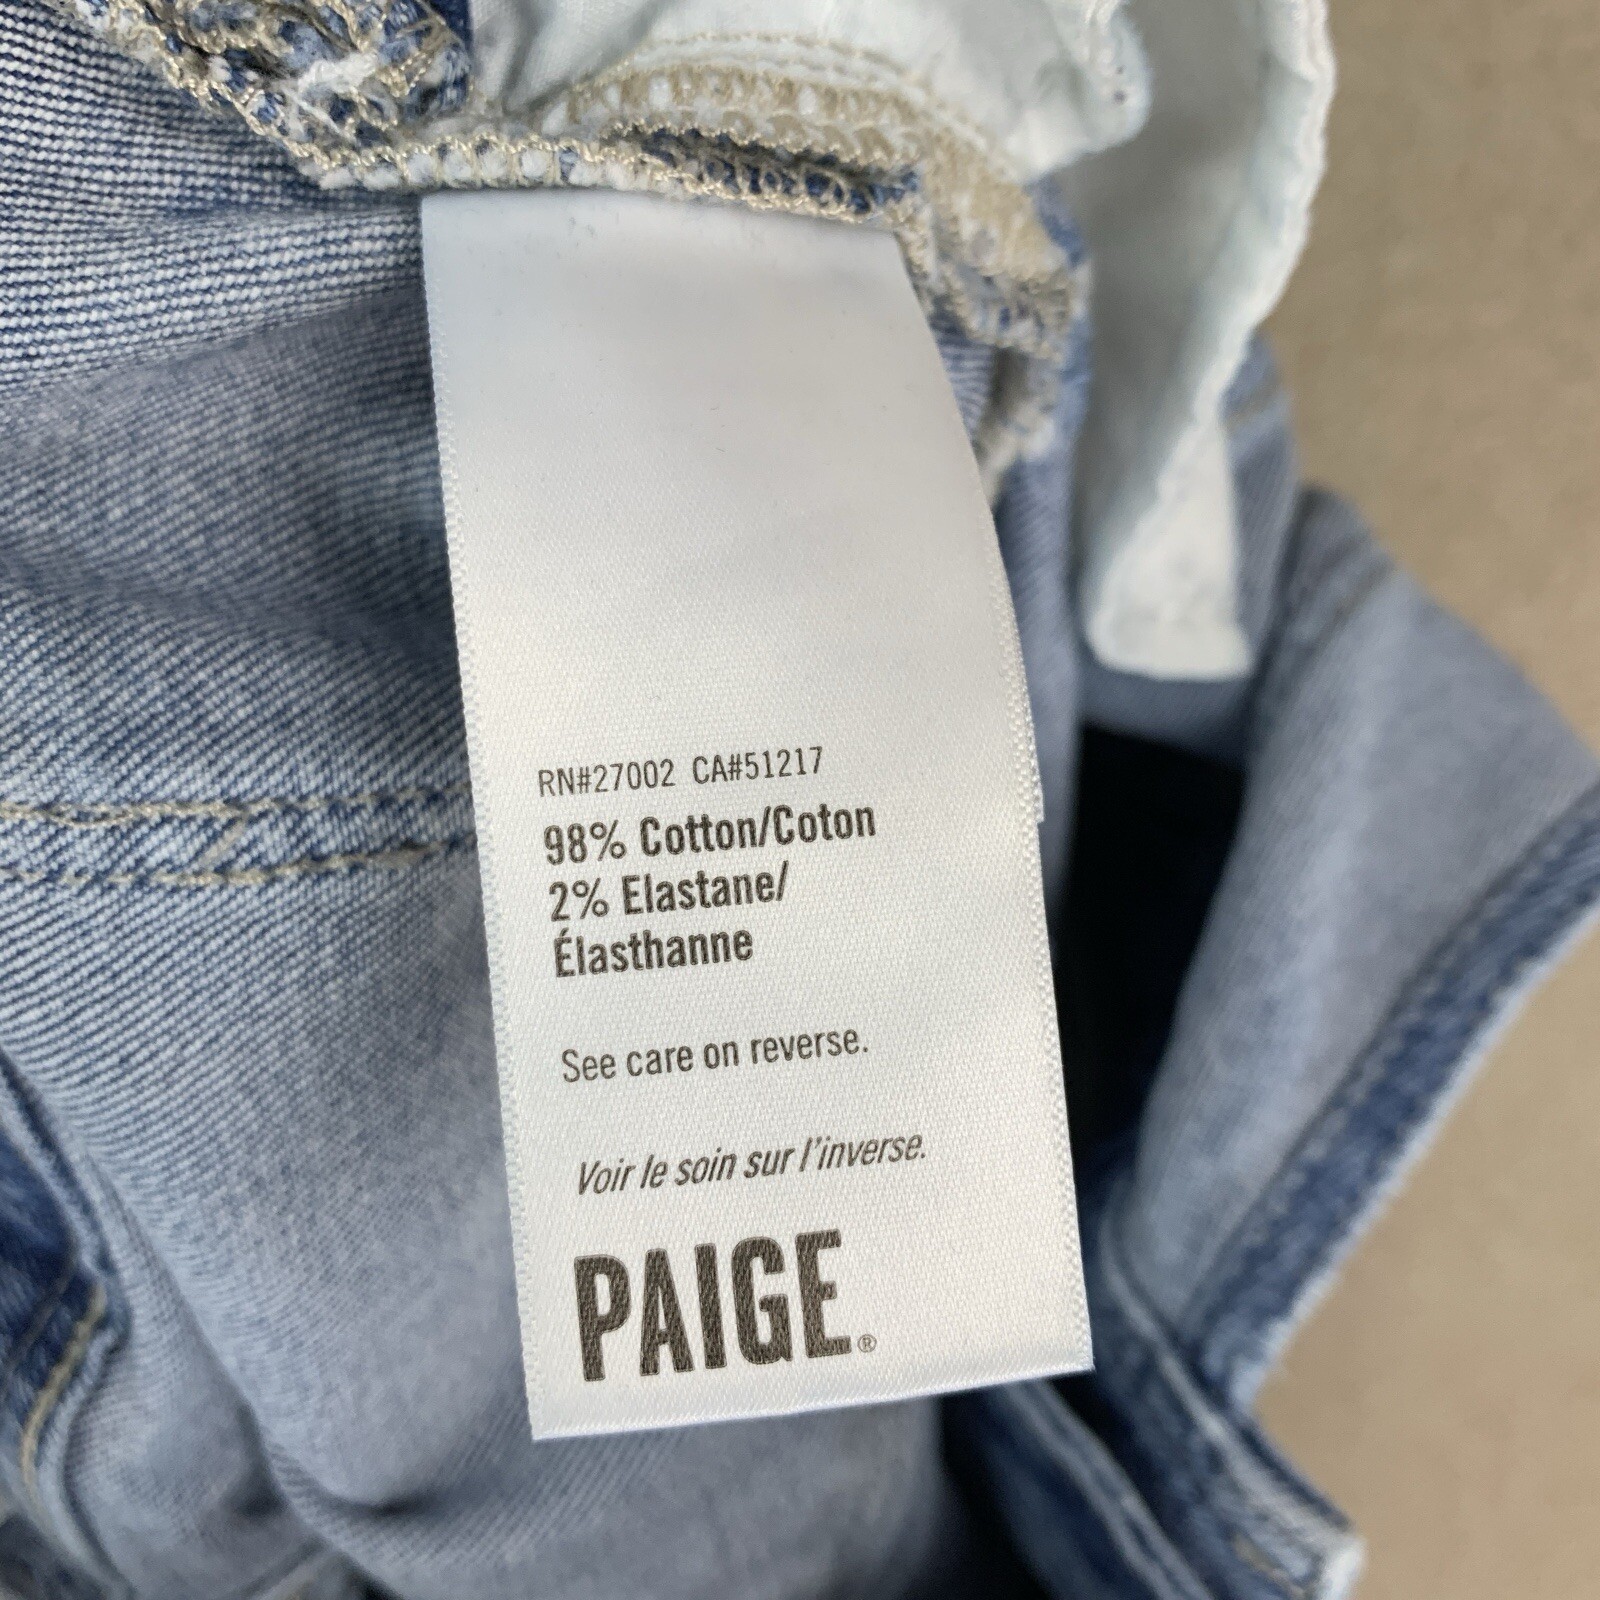 RN#27002 CA#51217
98% Cotton/Coton
2% Elastane/
Élasthanne
See care on reverse.
Voir le soin sur l'inverse.
PAIGE®